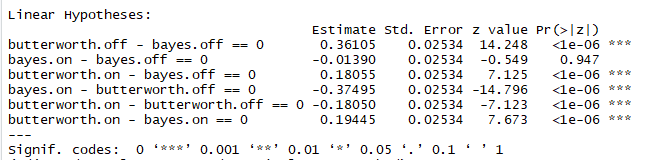 Linear Hypotheses:
Estimate Std. Error z value Pr(>|z|)
butterworth.off - bayes.off == 0 0.36105 0.02534 14.248 <1e-06 ***
bayes.on - bayes.off == 0 -0.01390 0.02534 -0.549 0.947
butterworth.on - bayes.off == 0 0.18055 0.02534 7.125 <1e-06 ***
bayes.on - butterworth.off == 0 -0.37495 0.02534 -14.796 <1e-06 ***
butterworth.on - butterworth.off == 0 -0.18050 0.02534 -7.123 <1e-06 ***
butterworth.on - bayes.on == 0 0.19445 0.02534 7.673 <1e-06 ***
---
Signif. codes: 0 ‘***’ 0.001 ‘**’ 0.01 ‘*’ 0.05 ‘.’ 0.1 ‘ ’ 1